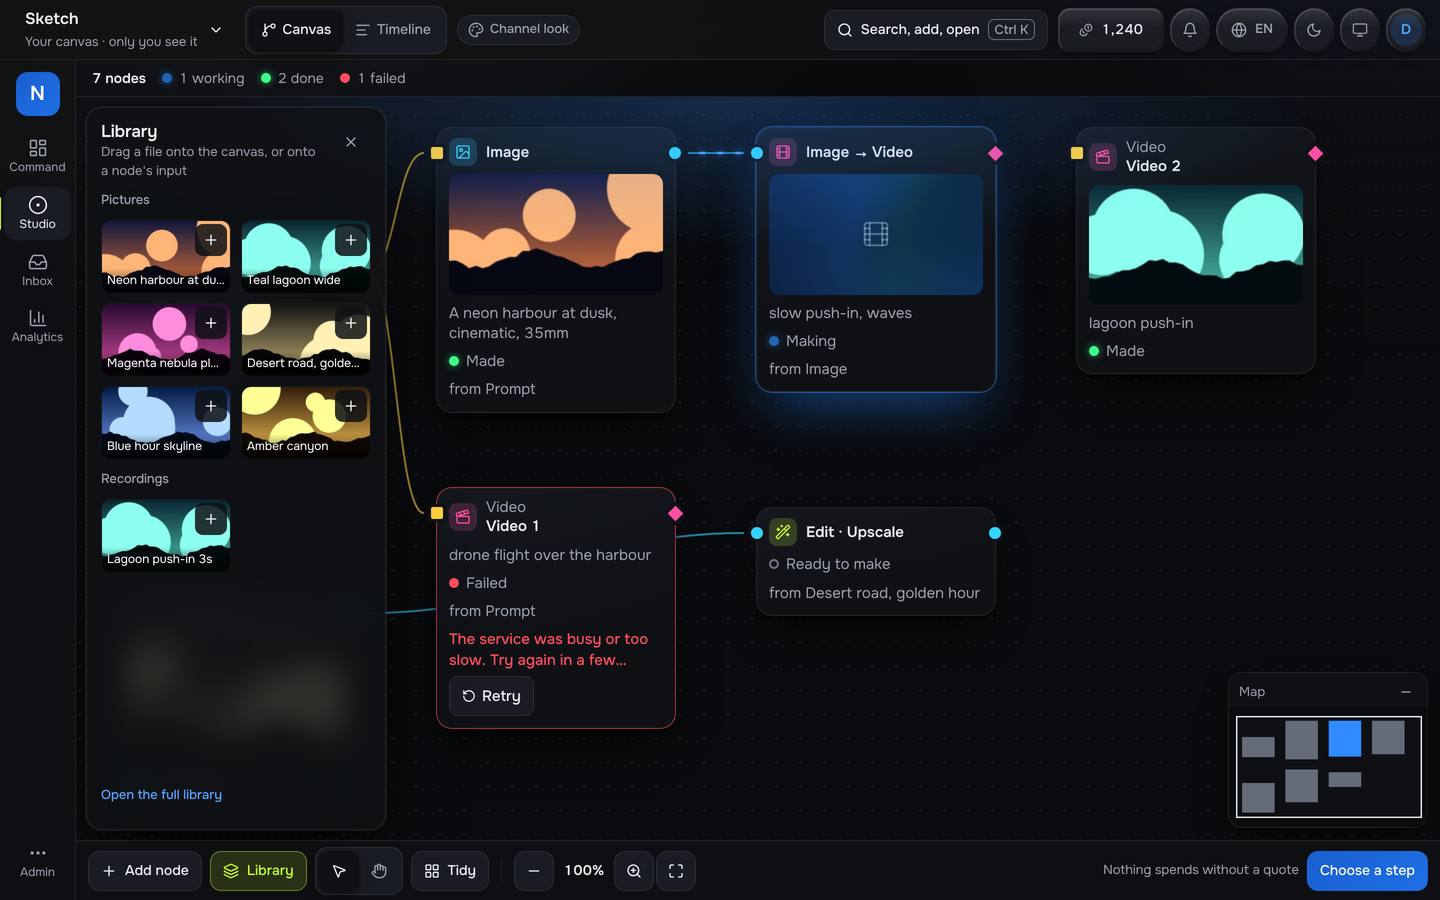 Sketch
Your canvas · only you see it
Canvas
Timeline
Channel look
Search, add, open
Ctrl K
1,240
EN
D
7 nodes
1 working
2 done
1 failed
N
Command
Studio
Inbox
Analytics
Admin
Library
Drag a file onto the canvas, or onto
a node's input
Pictures
Neon harbour at du...
Teal lagoon wide
Magenta nebula pl...
Desert road, golde...
Blue hour skyline
Amber canyon
Recordings
Lagoon push-in 3s
Open the full library
Image
A neon harbour at dusk,
cinematic, 35mm
Made
from Prompt
Image → Video
slow push-in, waves
Making
from Image
Video
Video 2
lagoon push-in
Made
Video
Video 1
drone flight over the harbour
Failed
from Prompt
The service was busy or too
slow. Try again in a few...
Retry
Edit · Upscale
Ready to make
from Desert road, golden hour
Map
Add node
Library
Tidy
100%
Nothing spends without a quote
Choose a step